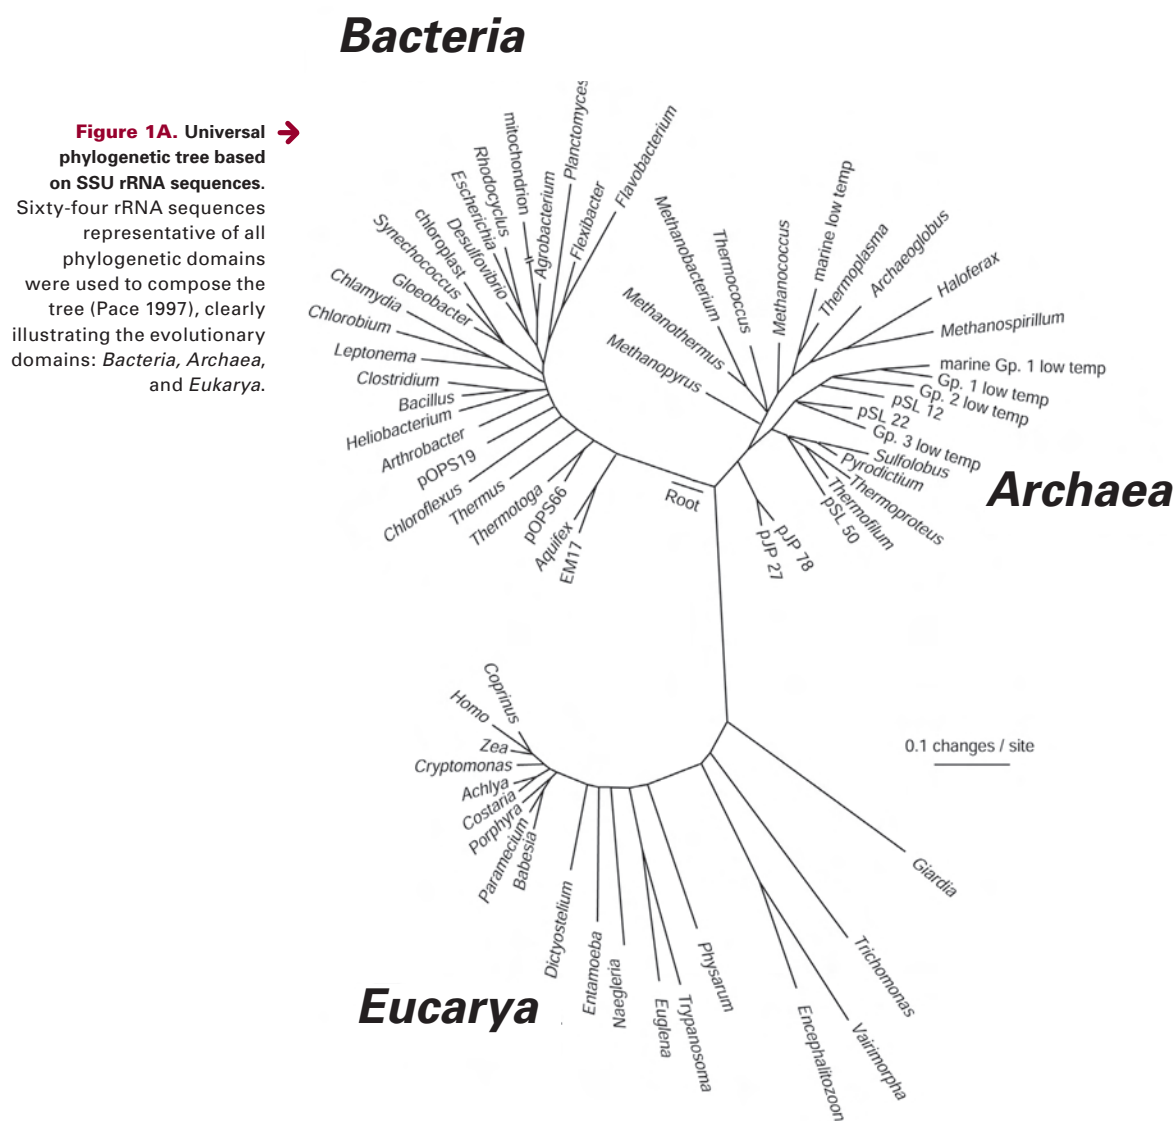 Bacteria
Figure 1A. Universal
phylogenetic tree based
on SSU rRNA sequences.
Sixty-four rRNA sequences
representative of all
phylogenetic domains
were used to compose the
tree (Pace 1997), clearly
illustrating the evolutionary
domains: Bacteria, Archaea,
and Eukarya.
Planctomyces
mitochondrion
Flavobacterium
Rhodocyclus
Escherichia
Desulfovibrio
Agrobacterium
Flexibacter
chloroplast
Synechococcus
Gloeobacter
Chlamydia
Chlorobium
Leptonema
Clostridium
Bacillus
Heliobacterium
Arthrobacter
pOPS19
Chloroflexus
Thermus
Thermotoga
pOPS66
Aquifex
EM17
Root
Methanopyrus
Methanothermus
Methanobacterium
Thermococcus
Methanococcus
marine low temp
Thermoplasma
Archaeoglobus
Haloferax
Methanospirillum
marine Gp. 1 low temp
Gp. 1 low temp
Gp. 2 low temp
pSL 12
pSL 22
Gp. 3 low temp
Sulfolobus
Pyrodictium
Thermoproteus
Thermofilum
pSL 50
pJP 78
pJP 27
Archaea
Coprinus
Homo
Zea
Cryptomonas
Achlya
Costaria
Porphyra
Paramecium
Babesia
Dictyostelium
Entamoeba
Naegleria
Euglena
Trypanosoma
Physarum
Encephalitozoon
Vairimorpha
Trichomonas
Giardia
0.1 changes / site
Eucarya